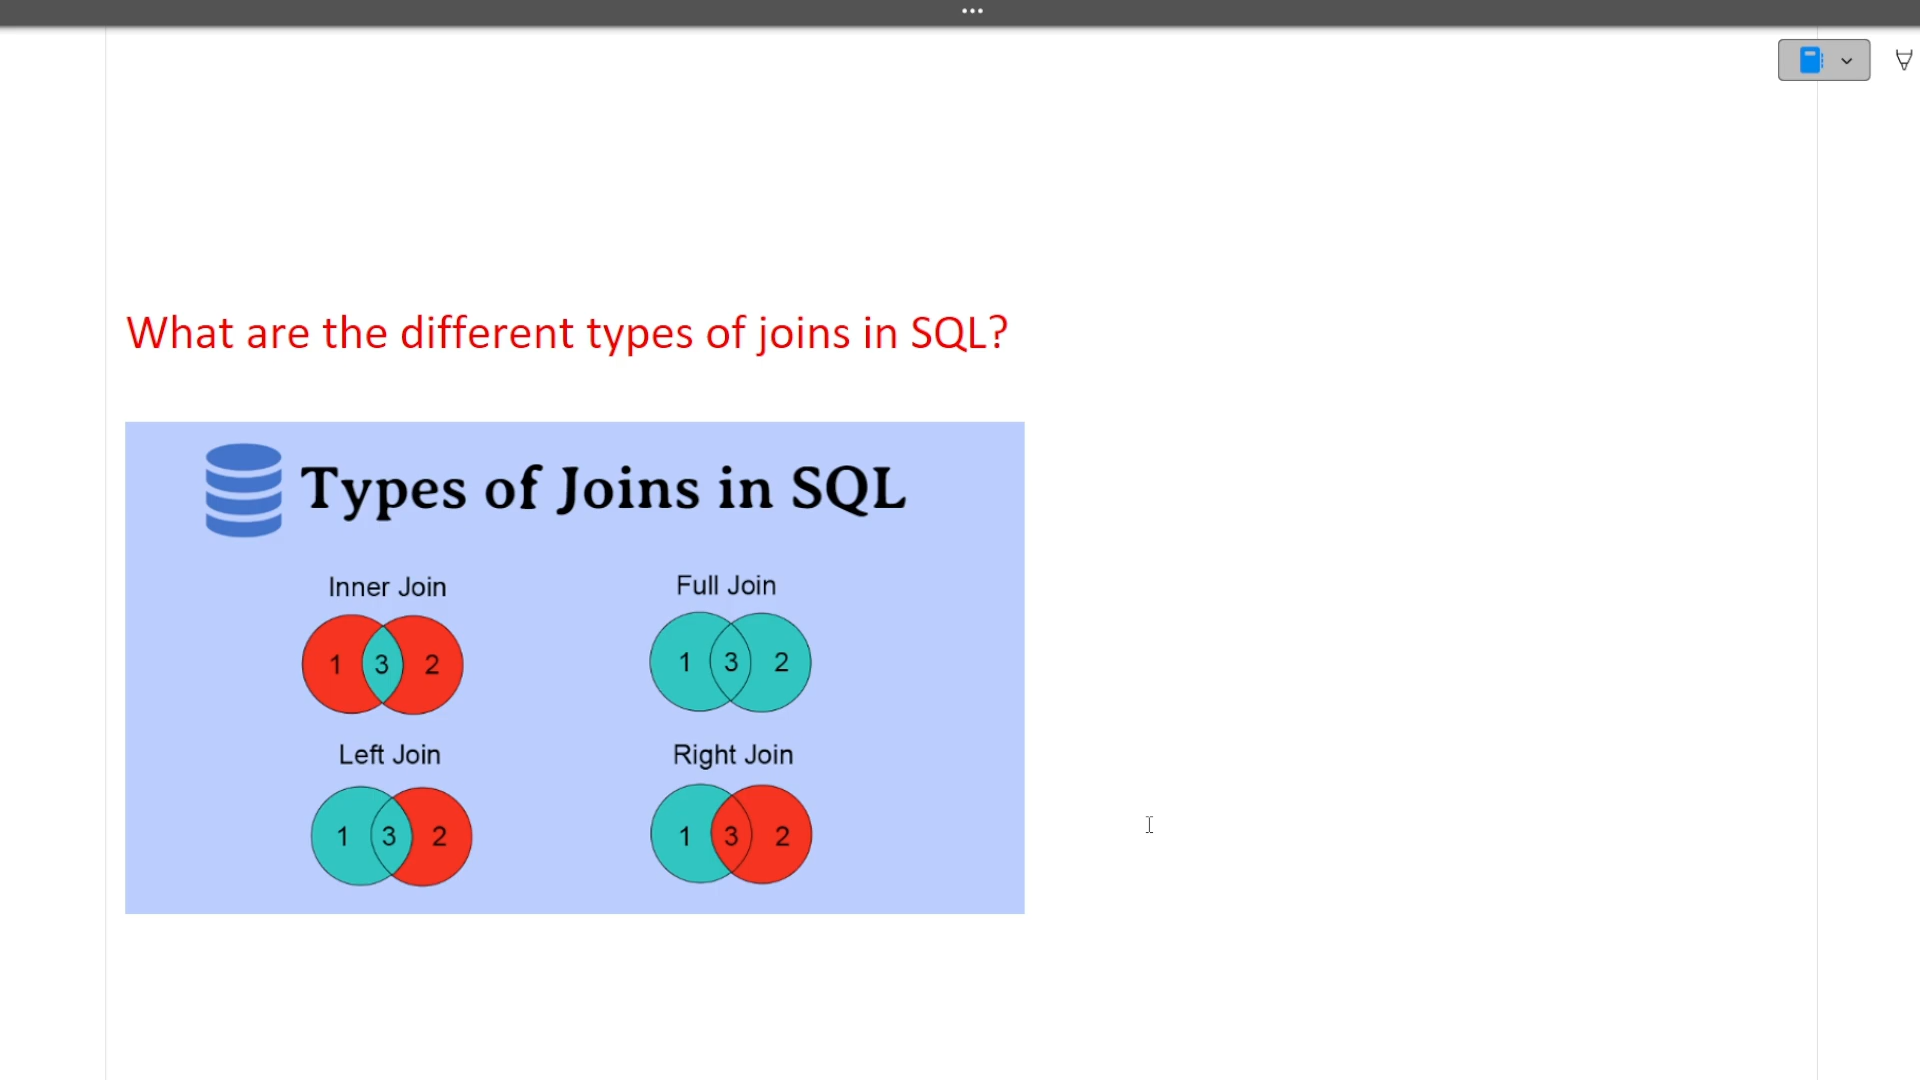 What are the different types of joins in SQL?
Types of Joins in SQL
Inner Join
Full Join
1 3 2
1 3 2
Left Join
Right Join
1 3 2
1 3 2